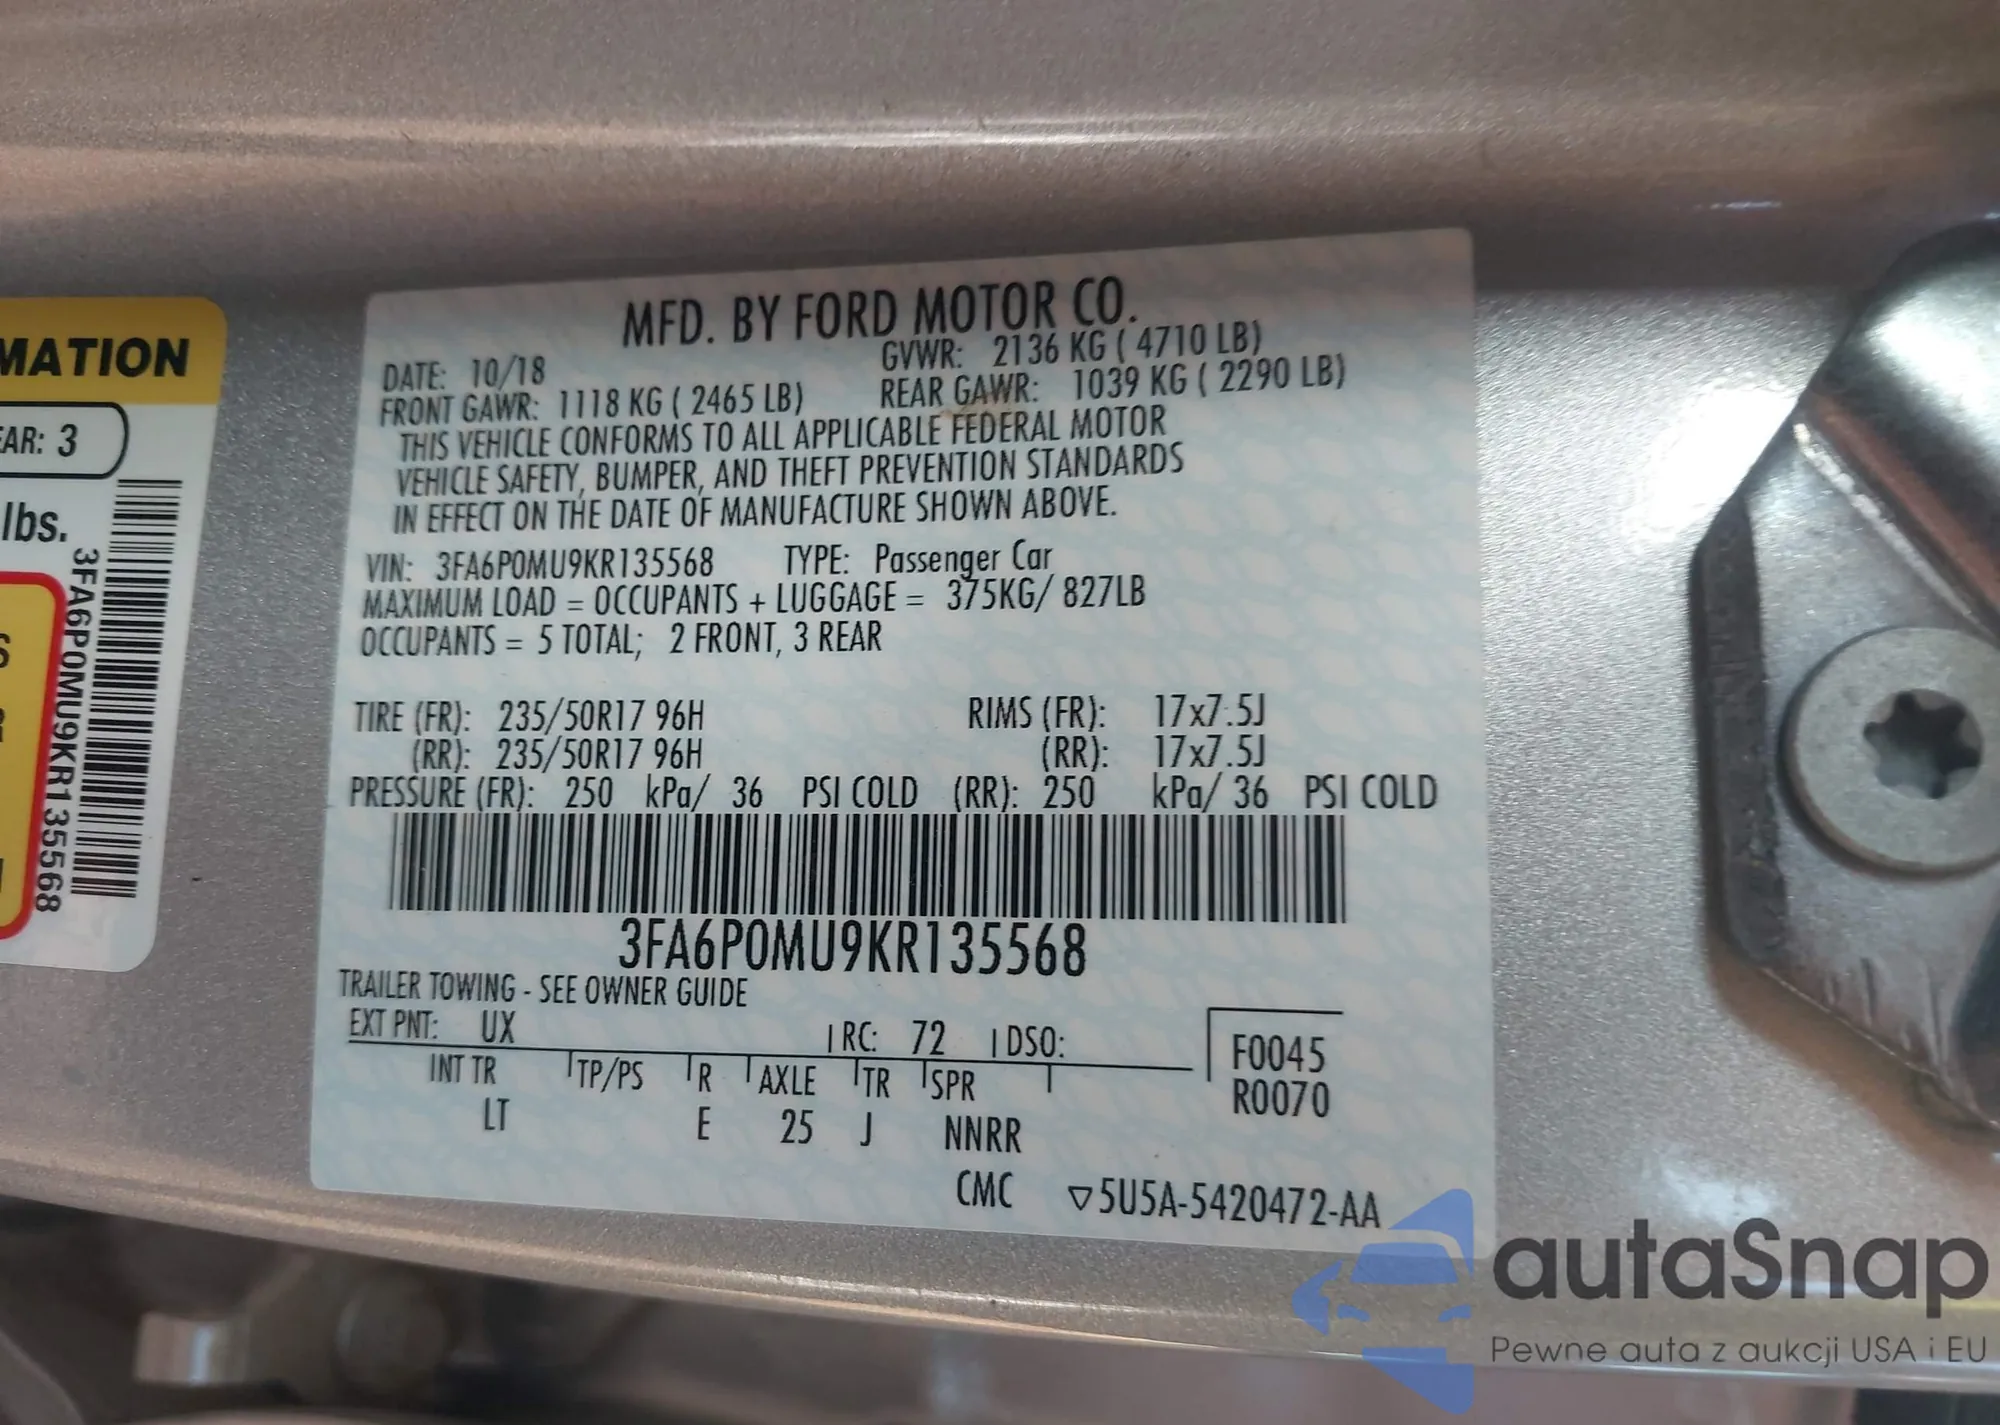 MATION
EAR: 3
lbs.
3FA6P0MU9KR135568
MFD. BY FORD MOTOR CO.
DATE: 10/18 GVWR: 2136 KG ( 4710 LB)
FRONT GAWR: 1118 KG ( 2465 LB) REAR GAWR: 1039 KG ( 2290 LB)
THIS VEHICLE CONFORMS TO ALL APPLICABLE FEDERAL MOTOR
VEHICLE SAFETY, BUMPER, AND THEFT PREVENTION STANDARDS
IN EFFECT ON THE DATE OF MANUFACTURE SHOWN ABOVE.
VIN: 3FA6P0MU9KR135568 TYPE: Passenger Car
MAXIMUM LOAD = OCCUPANTS + LUGGAGE = 375KG/ 827LB
OCCUPANTS = 5 TOTAL; 2 FRONT, 3 REAR
TIRE (FR): 235/50R17 96H RIMS (FR): 17x7.5J
(RR): 235/50R17 96H (RR): 17x7.5J
PRESSURE (FR): 250 kPa/ 36 PSI COLD (RR): 250 kPa/ 36 PSI COLD
3FA6P0MU9KR135568
TRAILER TOWING - SEE OWNER GUIDE
EXT PNT: UX RC: 72 DSO:
F0045
R0070
INT TR TP/PS R AXLE TR SPR
LT E 25 J NNRR
CMC ▽5U5A-5420472-AA
autaSnap
Pewne auta z aukcji USA i EU